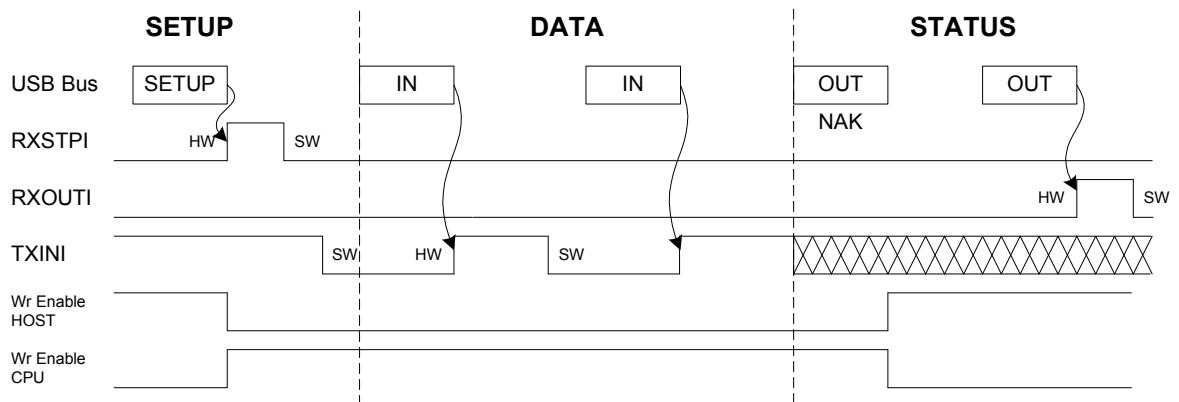 SETUP DATA STATUS
USB Bus SETUP IN IN OUT OUT
NAK
RXSTPI HW SW
RXOUTI HW SW
TXINI SW HW SW
Wr Enable
HOST
Wr Enable
CPU